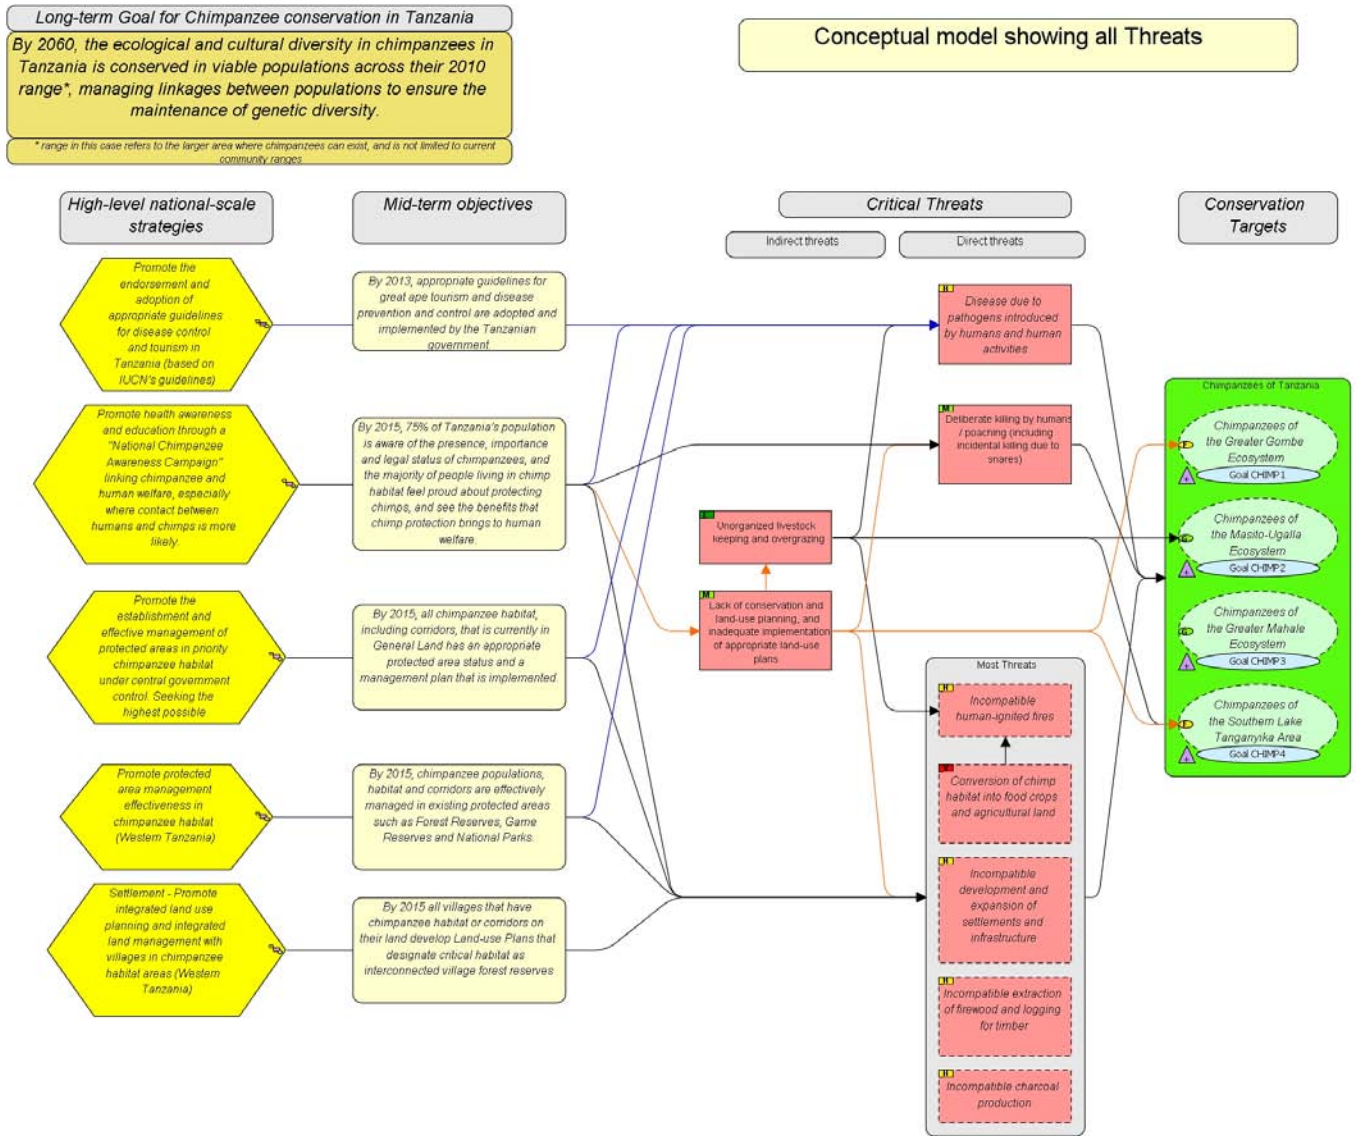 Long-term Goal for Chimpanzee conservation in Tanzania
By 2060, the ecological and cultural diversity in chimpanzees in
Tanzania is conserved in viable populations across their 2010
range*, managing linkages between populations to ensure the
maintenance of genetic diversity.
* range in this case refers to the larger area where chimpanzees can exist, and is not limited to current
community ranges
Conceptual model showing all Threats
High-level national-scale
strategies
Mid-term objectives
Critical Threats
Indirect threats
Direct threats
Conservation
Targets
Promote the
endorsement and
adoption of
appropriate guidelines
for disease control
and tourism in
Tanzania (based on
IUCN's guidelines)
Promote health awareness
and education through a
"National Chimpanzee
Awareness Campaign"
linking chimpanzee and
human welfare, especially
where contact between
humans and chimps is more
likely.
Promote the
establishment and
effective management of
protected areas in priority
chimpanzee habitat
under central government
control. Seeking the
highest possible
Promote protected
area management
effectiveness in
chimpanzee habitat
(Western Tanzania)
Settlement - Promote
integrated land use
planning and integrated
land management with
villages in chimpanzee
habitat areas (Western
Tanzania)
By 2013, appropriate guidelines for
great ape tourism and disease
prevention and control are adopted and
implemented by the Tanzanian
government.
By 2015, 75% of Tanzania's population
is aware of the presence, importance
and legal status of chimpanzees, and
the majority of people living in chimp
habitat feel proud about protecting
chimps, and see the benefits that
chimp protection brings to human
welfare.
By 2015, all chimpanzee habitat,
including corridors, that is currently in
General Land has an appropriate
protected area status and a
management plan that is implemented.
By 2015, chimpanzee populations,
habitat and corridors are effectively
managed in existing protected areas
such as Forest Reserves, Game
Reserves and National Parks.
By 2015 all villages that have
chimpanzee habitat or corridors on
their land develop Land-use Plans that
designate critical habitat as
interconnected village forest reserves
Unorganized livestock
keeping and overgrazing
M
Lack of conservation and
land-use planning, and
inadequate implementation
of appropriate land-use
plans
H
Disease due to
pathogens introduced
by humans and human
activities
M
Deliberate killing by humans
/ poaching (including
incidental killing due to
snares)
Most Threats
H
Incompatible
human-ignited fires
Conversion of chimp
habitat into food crops
and agricultural land
H
Incompatible
development and
expansion of
settlements and
infrastructure
H
Incompatible extraction
of firewood and logging
for timber
H
Incompatible charcoal
production
Chimpanzees of Tanzania
Chimpanzees of
the Greater Gombe
Ecosystem
F
Goal CHIMP1
Chimpanzees of
the Masito-Ugalla
Ecosystem
G
Goal CHIMP2
Chimpanzees of
the Greater Mahale
Ecosystem
G
Goal CHIMP3
Chimpanzees of
the Southern Lake
Tanganyika Area
F
Goal CHIMP4